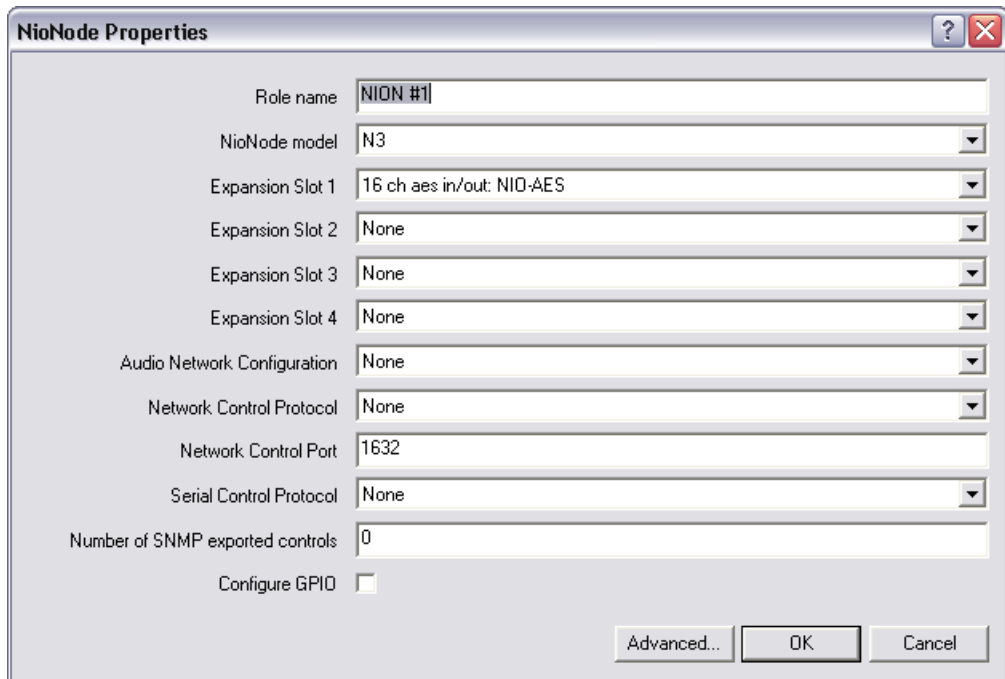 NioNode Properties
?
Role name NION #1
NioNode model N3
Expansion Slot 1 16 ch aes in/out: NIO-AES
Expansion Slot 2 None
Expansion Slot 3 None
Expansion Slot 4 None
Audio Network Configuration None
Network Control Protocol None
Network Control Port 1632
Serial Control Protocol None
Number of SNMP exported controls 0
Configure GPIO
Advanced... OK Cancel